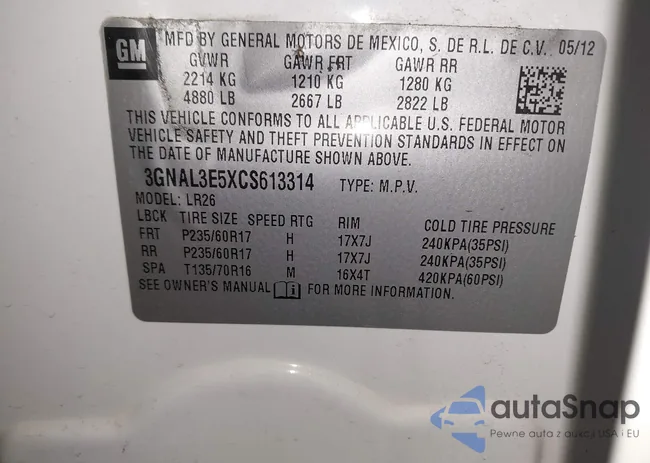 GM
MFD BY GENERAL MOTORS DE MEXICO, S. DE R.L. DE C.V. 05/12
GVWR GAWR FRT GAWR RR
2214 KG 1210 KG 1280 KG
4880 LB 2667 LB 2822 LB
THIS VEHICLE CONFORMS TO ALL APPLICABLE U.S. FEDERAL MOTOR
VEHICLE SAFETY AND THEFT PREVENTION STANDARDS IN EFFECT ON
THE DATE OF MANUFACTURE SHOWN ABOVE.
3GNAL3E5XCS613314 TYPE: M.P.V.
MODEL: LR26
LBCK TIRE SIZE SPEED RTG RIM COLD TIRE PRESSURE
FRT P235/60R17 H 17X7J 240KPA(35PSI)
RR P235/60R17 H 17X7J 240KPA(35PSI)
SPA T135/70R16 M 16X4T 420KPA(60PSI)
SEE OWNER'S MANUAL i FOR MORE INFORMATION.
autaSnap
Pewne auta z aukcji USA i EU